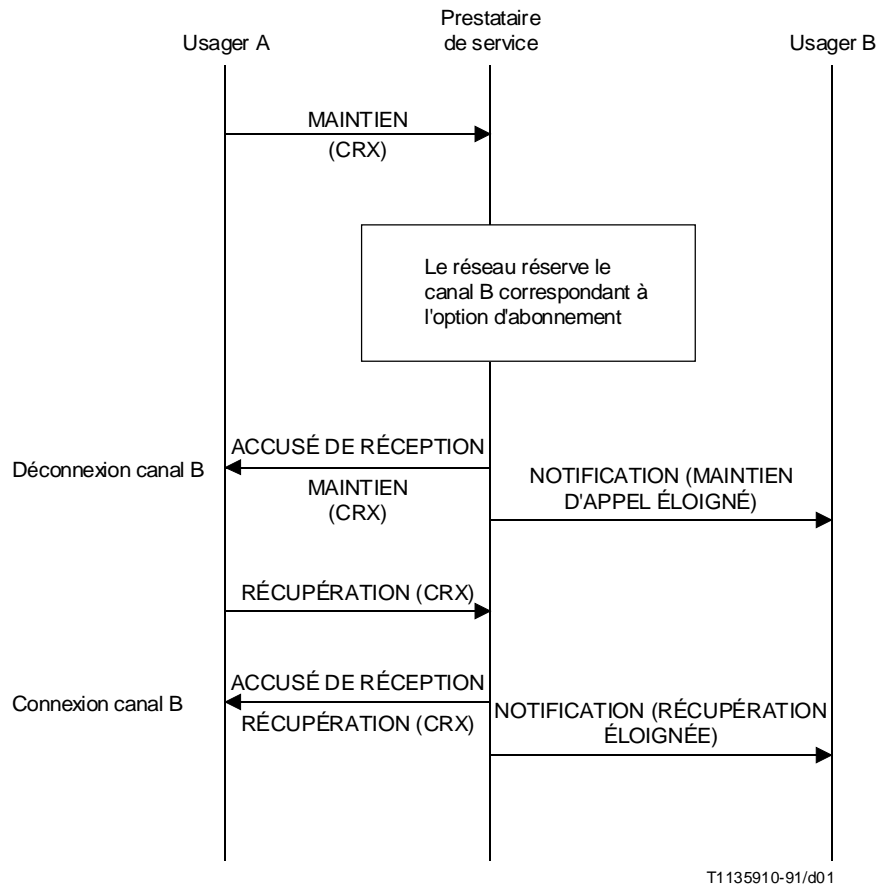 Prestataire
de service
Usager A
Usager B
MAINTIEN
(CRX)
Le réseau réserve le
canal B correspondant à
l'option d'abonnement
ACCUSÉ DE RÉCEPTION
Déconnexion canal B
MAINTIEN
(CRX)
NOTIFICATION (MAINTIEN
D'APPEL ÉLOIGNÉ)
RÉCUPÉRATION (CRX)
ACCUSÉ DE RÉCEPTION
Connexion canal B
RÉCUPÉRATION (CRX)
NOTIFICATION (RÉCUPÉRATION
ÉLOIGNÉE)
T1135910-91/d01